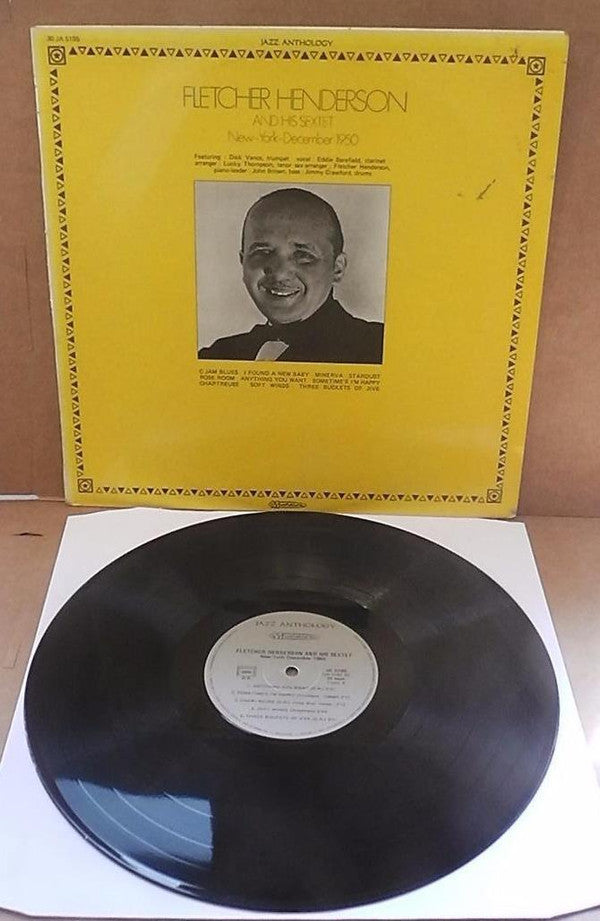 30 JA 5155
JAZZ ANTHOLOGY
FLETCHER HENDERSON
AND HIS SEXTET
New-York-December 1950
Featuring : Dick Vance, trumpet vocal : Eddie Barefield, clarinet
arranger : Lucky Thompson, tenor sax-arranger : Fletcher Henderson,
piano-leader : John Brown, bass : Jimmy Crawford, drums
C JAM BLUES I FOUND A NEW BABY MINERVA STARDUST
ROSE ROOM ANYTHING YOU WANT SOMETIME'S I'M HAPPY
CHARTREUSE SOFT WINDS THREE BUCKETS OF JIVE
Musidisc
JAZZ ANTHOLOGY
Musidisc
FLETCHER HENDERSON AND HIS SEXTET
New-York December 1950